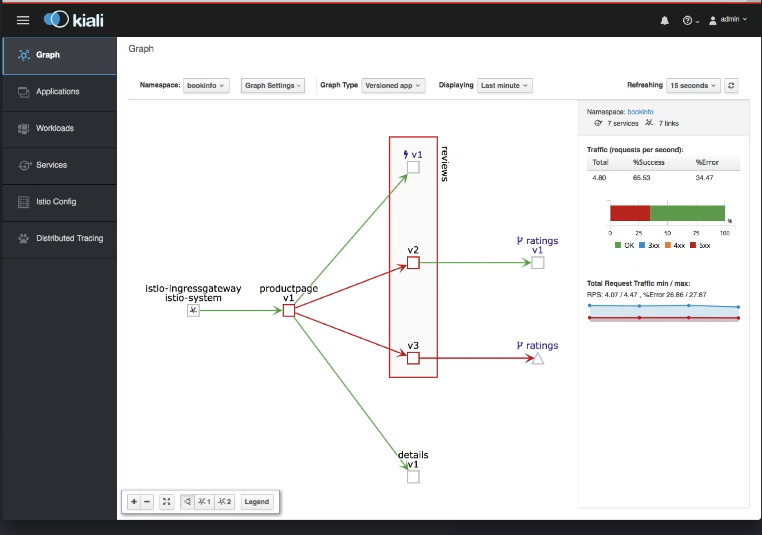 kiali
admin
Graph
Applications
Workloads
Services
Istio Config
Distributed Tracing
Graph
Namespace: bookinfo Graph Settings Graph Type Versioned app Displaying Last minute Refreshing 15 seconds
istio-ingressgateway
istio-system
productpage
v1
reviews
v1
v2
v3
ratings
v1
ratings
details
v1
1 2 Legend
Namespace: bookinfo
7 services 7 links
Traffic (requests per second):
Total %Success %Error
4.80 65.53 34.47
%
0 25 50 75 100
OK 3xx 4xx 5xx
Total Request Traffic min / max:
RPS: 4.07 / 4.47 , %Error 26.86 / 27.87